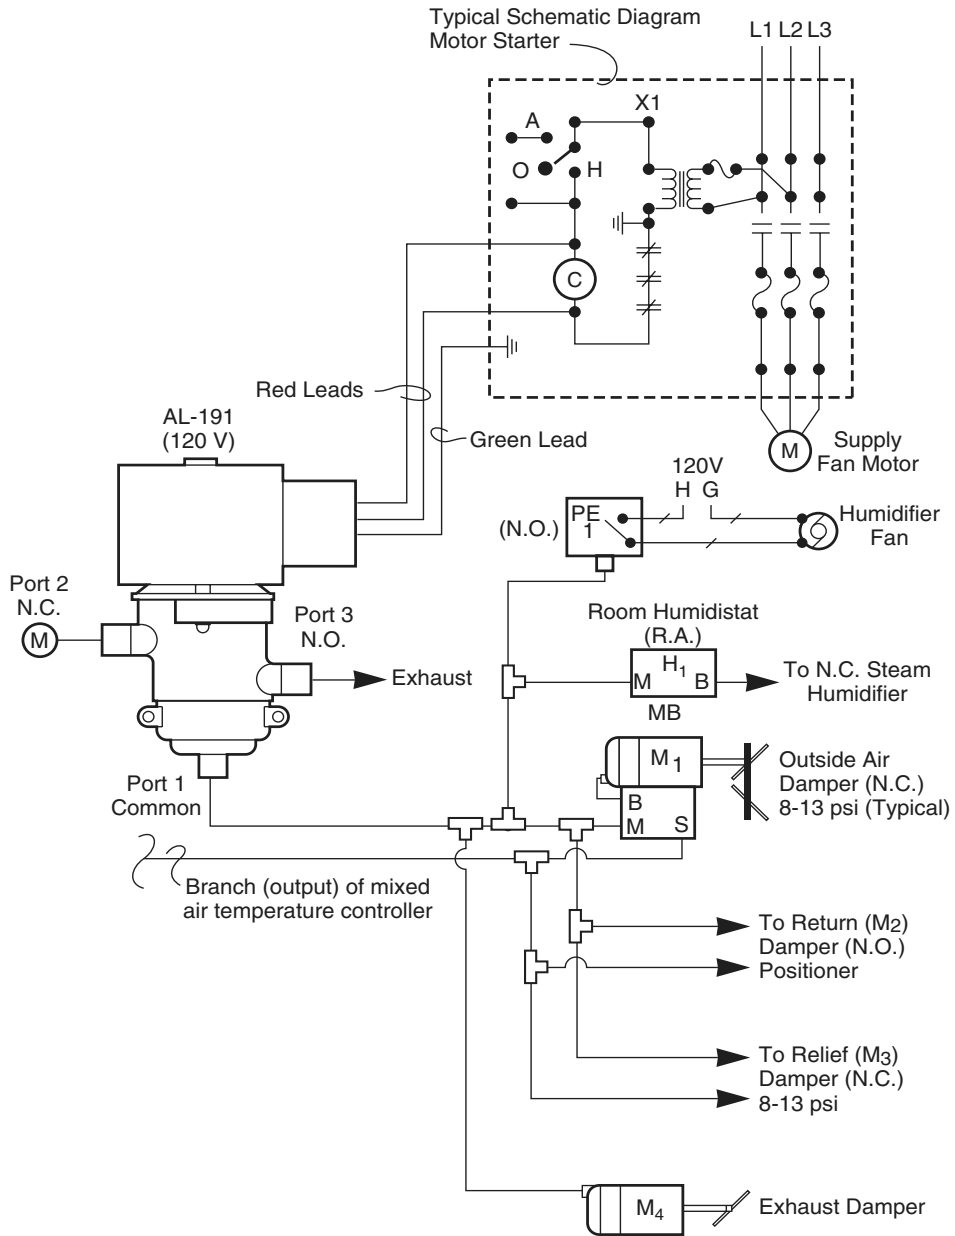 Typical Schematic Diagram
Motor Starter
L1 L2 L3
X1
A
O
H
C
Red Leads
Green Lead
M
Supply
Fan Motor
AL-191
(120 V)
120V
H G
(N.O.)
PE
1
Humidifier
Fan
Port 2
N.C.
M
Port 3
N.O.
Exhaust
Room Humidistat
(R.A.)
H1
M B
MB
To N.C. Steam
Humidifier
Port 1
Common
M1
B
M S
Outside Air
Damper (N.C.)
8-13 psi (Typical)
Branch (output) of mixed
air temperature controller
To Return (M2)
Damper (N.O.)
Positioner
To Relief (M3)
Damper (N.C.)
8-13 psi
M4
Exhaust Damper